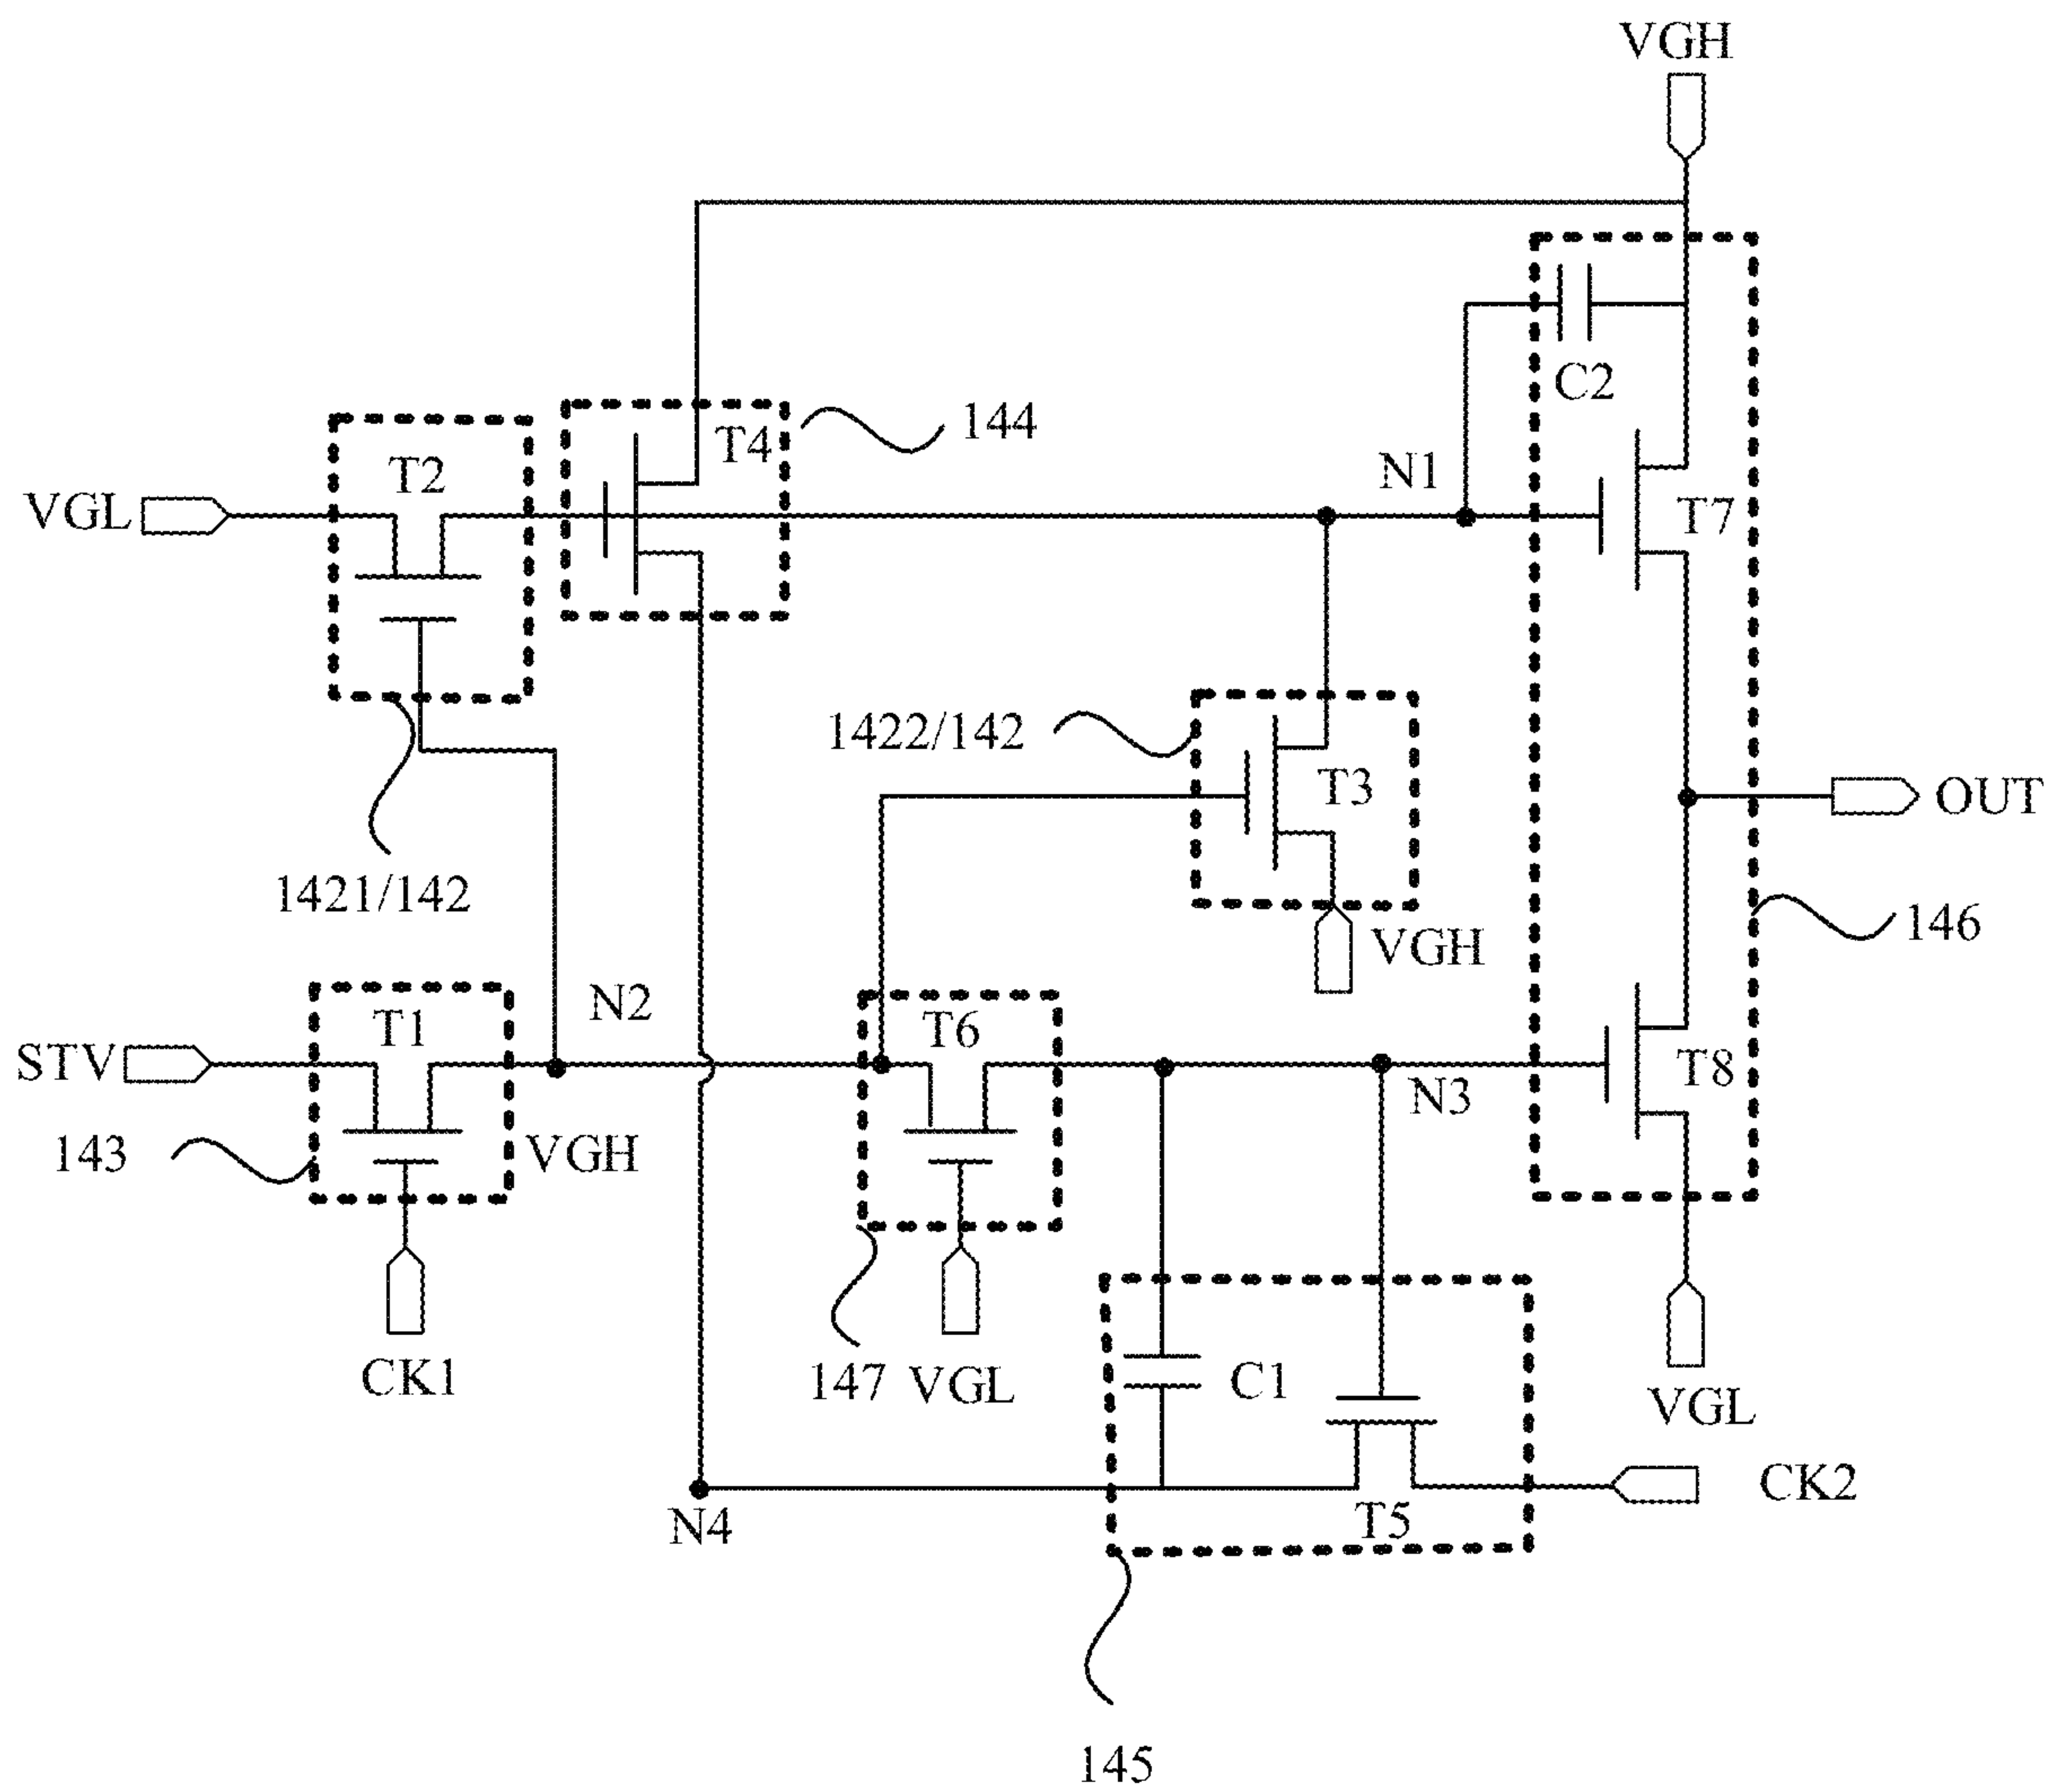 VGH
C2
T4
144
T2
N1
VGL
T7
1422/142
T3
OUT
1421/142
146
VGH
N2
T1
T6
STV
T8
N3
143
VGH
CK1
147
VGL
C1
VGL
CK2
T5
N4
145